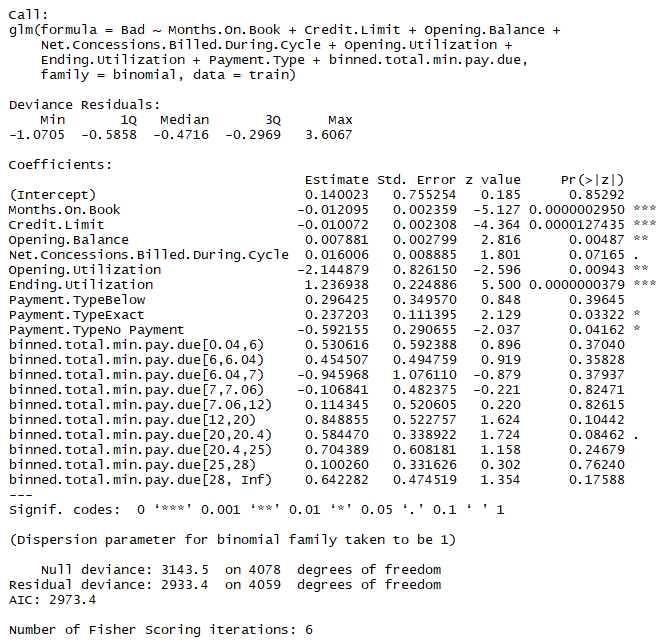 Call:
glm(formula = Bad ~ Months.On.Book + Credit.Limit + Opening.Balance +
    Net.Concessions.Billed.During.Cycle + Opening.Utilization +
    Ending.Utilization + Payment.Type + binned.total.min.pay.due,
    family = binomial, data = train)

Deviance Residuals:
    Min       1Q   Median       3Q      Max
-1.0705  -0.5858  -0.4716  -0.2969   3.6067

Coefficients:
                                     Estimate Std. Error z value     Pr(>|z|)
(Intercept)                          0.140023   0.755254   0.185      0.85292
Months.On.Book                      -0.012095   0.002359  -5.127 0.0000002950 ***
Credit.Limit                        -0.010072   0.002308  -4.364 0.0000127435 ***
Opening.Balance                      0.007881   0.002799   2.816      0.00487 **
Net.Concessions.Billed.During.Cycle  0.016006   0.008885   1.801      0.07165 .
Opening.Utilization                 -2.144879   0.826150  -2.596      0.00943 **
Ending.Utilization                   1.236938   0.224886   5.500 0.0000000379 ***
Payment.TypeBelow                    0.296425   0.349570   0.848      0.39645
Payment.TypeExact                    0.237203   0.111395   2.129      0.03322 *
Payment.TypeNo Payment              -0.592155   0.290655  -2.037      0.04162 *
binned.total.min.pay.due[0.04,6)     0.530616   0.592388   0.896      0.37040
binned.total.min.pay.due[6,6.04)     0.454507   0.494759   0.919      0.35828
binned.total.min.pay.due[6.04,7)    -0.945968   1.076110  -0.879      0.37937
binned.total.min.pay.due[7,7.06)    -0.106841   0.482375  -0.221      0.82471
binned.total.min.pay.due[7.06,12)    0.114345   0.520605   0.220      0.82615
binned.total.min.pay.due[12,20)      0.848855   0.522757   1.624      0.10442
binned.total.min.pay.due[20,20.4)    0.584470   0.338922   1.724      0.08462 .
binned.total.min.pay.due[20.4,25)    0.704389   0.608181   1.158      0.24679
binned.total.min.pay.due[25,28)      0.100260   0.331626   0.302      0.76240
binned.total.min.pay.due[28, Inf)    0.642282   0.474519   1.354      0.17588
---
Signif. codes:  0 ‘***’ 0.001 ‘**’ 0.01 ‘*’ 0.05 ‘.’ 0.1 ‘ ’ 1

(Dispersion parameter for binomial family taken to be 1)

    Null deviance: 3143.5  on 4078  degrees of freedom
Residual deviance: 2933.4  on 4059  degrees of freedom
AIC: 2973.4

Number of Fisher Scoring iterations: 6